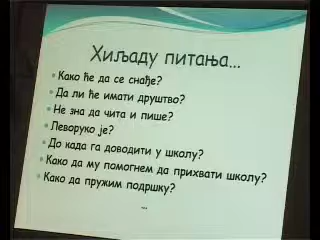 Хиљаду питања...
• Како ће да се снађе?
• Да ли ће имати друштво?
• Не зна да чита и пише?
• Леворуко је?
• До када га доводити у школу?
• Како да му помогнем да прихвати школу?
• Како да пружим подршку?
...